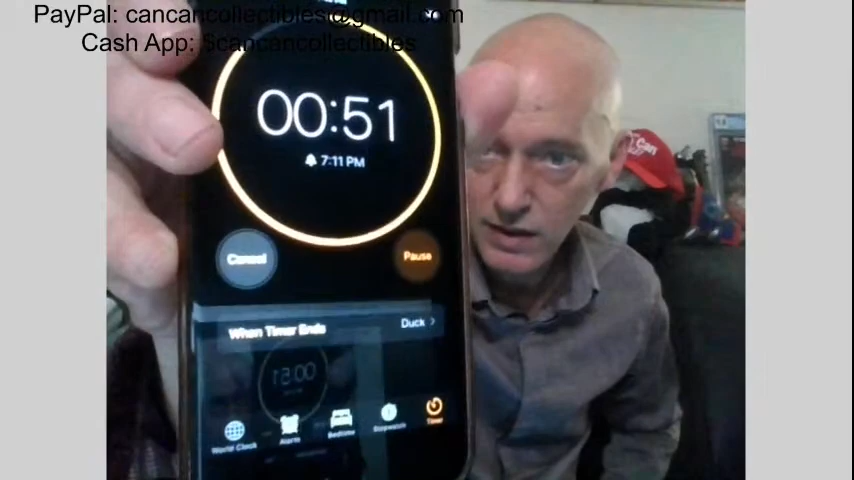 PayPal: cancancollectibles@gmail.com
Cash App: $cancancollectibles
00:51
7:11 PM
Cancel
Pause
When Timer Ends
Duck >
World Clock
Alarm
Bedtime
Stopwatch
Timer
Can